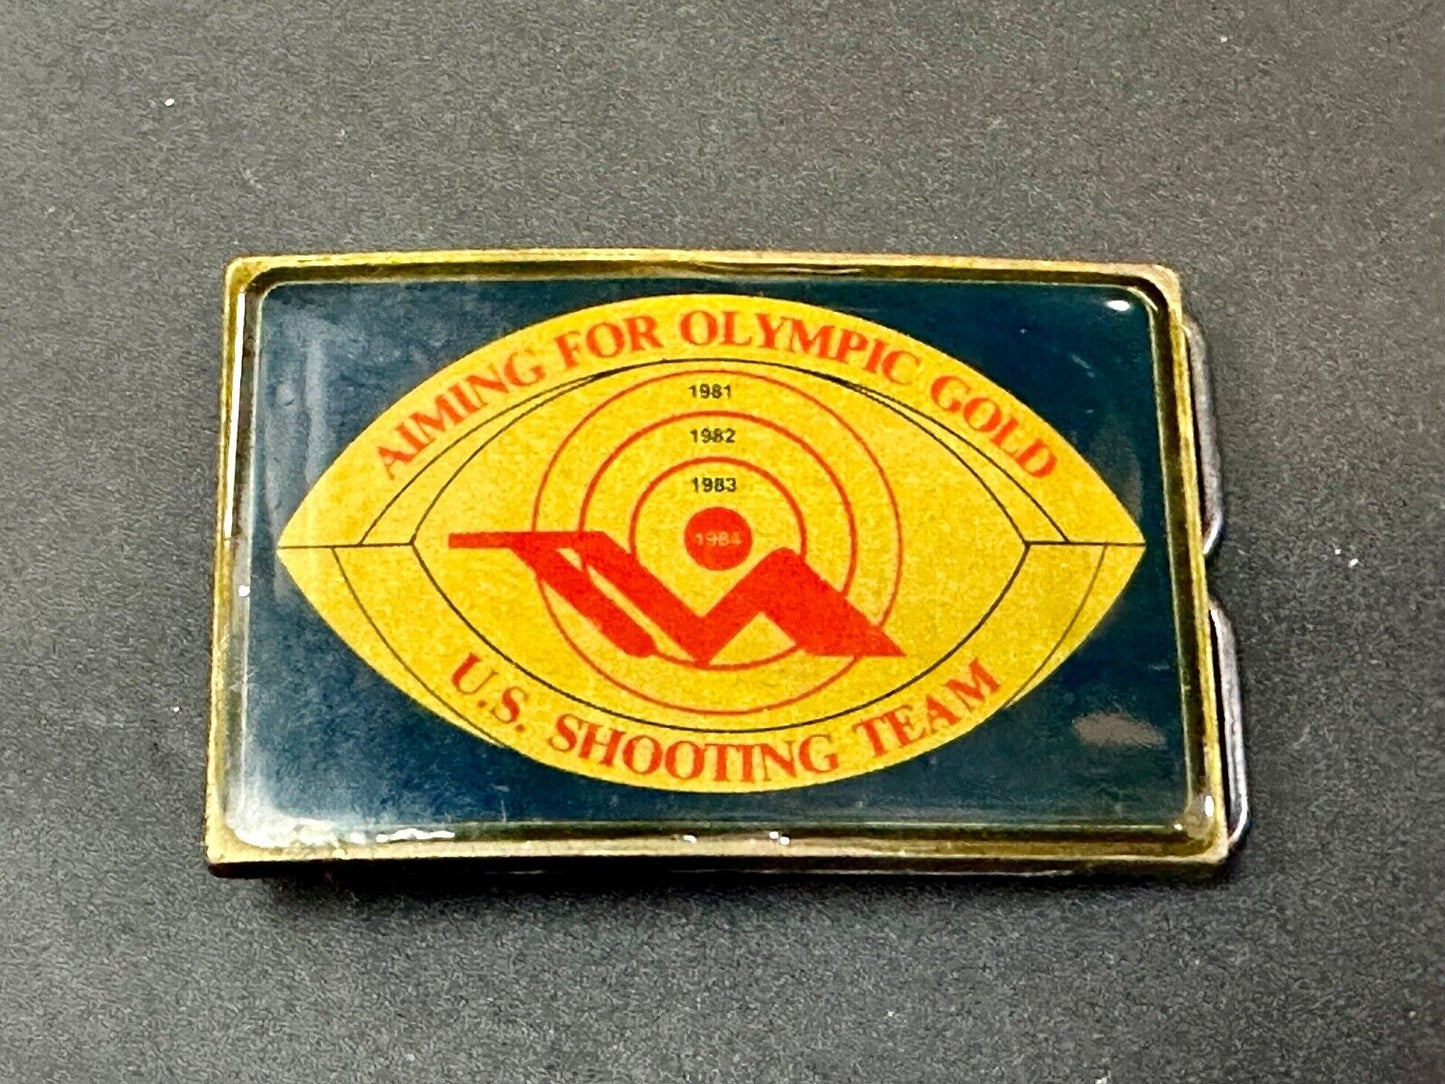 AIMING FOR OLYMPIC GOLD
1981
1982
1983
1984
U.S. SHOOTING TEAM